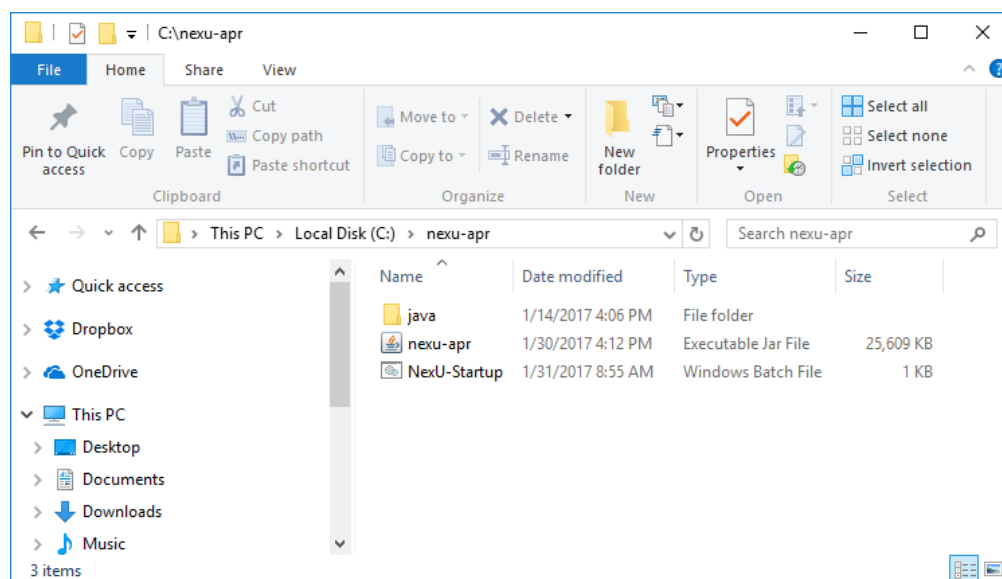 C:\nexu-apr
File Home Share View
Pin to Quick access
Copy
Paste
Cut
Copy path
Paste shortcut
Clipboard
Move to
Copy to
Delete
Rename
Organize
New folder
New
Properties
Open
Select all
Select none
Invert selection
Select
This PC Local Disk (C:) nexu-apr
Search nexu-apr
Quick access
Dropbox
OneDrive
This PC
Desktop
Documents
Downloads
Music
Name Date modified Type Size
java 1/14/2017 4:06 PM File folder
nexu-apr 1/30/2017 4:12 PM Executable Jar File 25,609 KB
NexU-Startup 1/31/2017 8:55 AM Windows Batch File 1 KB
3 items